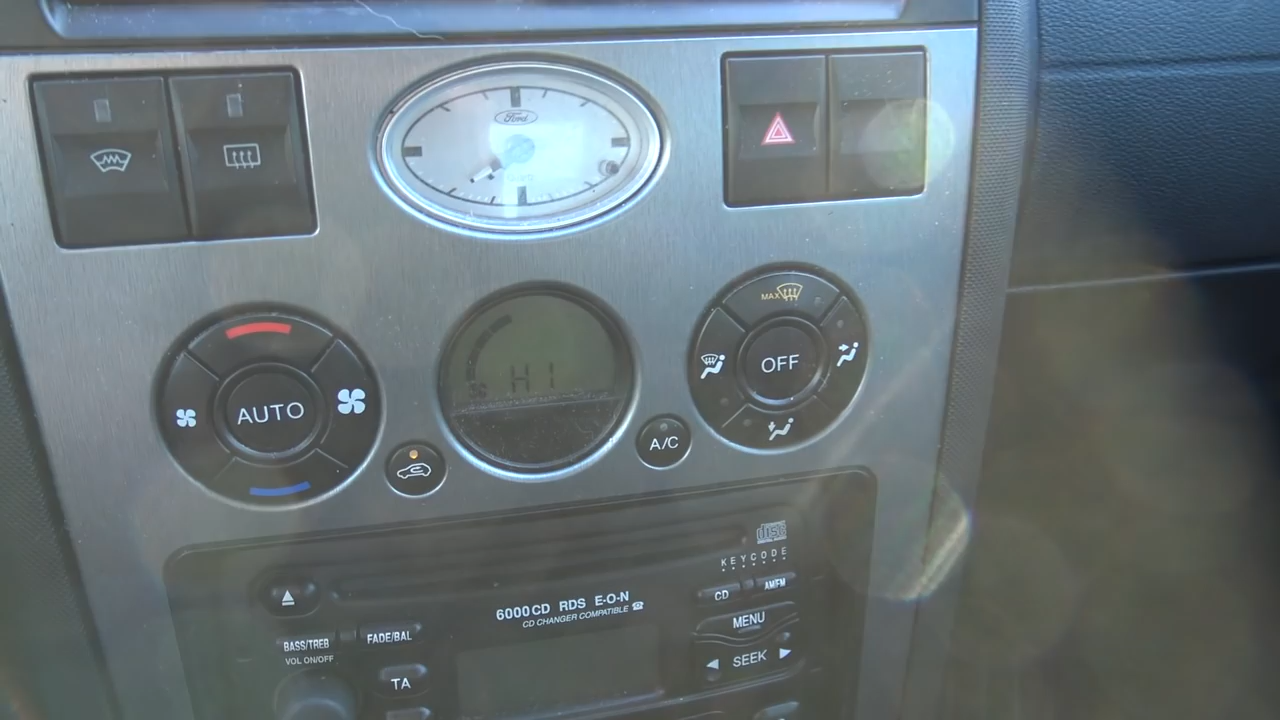 Ford
MAX
OFF
AUTO
HI
A/C
disc
KEYCODE
6000CD RDS E-O-N
CD CHANGER COMPATIBLE
CD
AM/FM
MENU
SEEK
BASS/TREB
FADE/BAL
VOL ON/OFF
TA